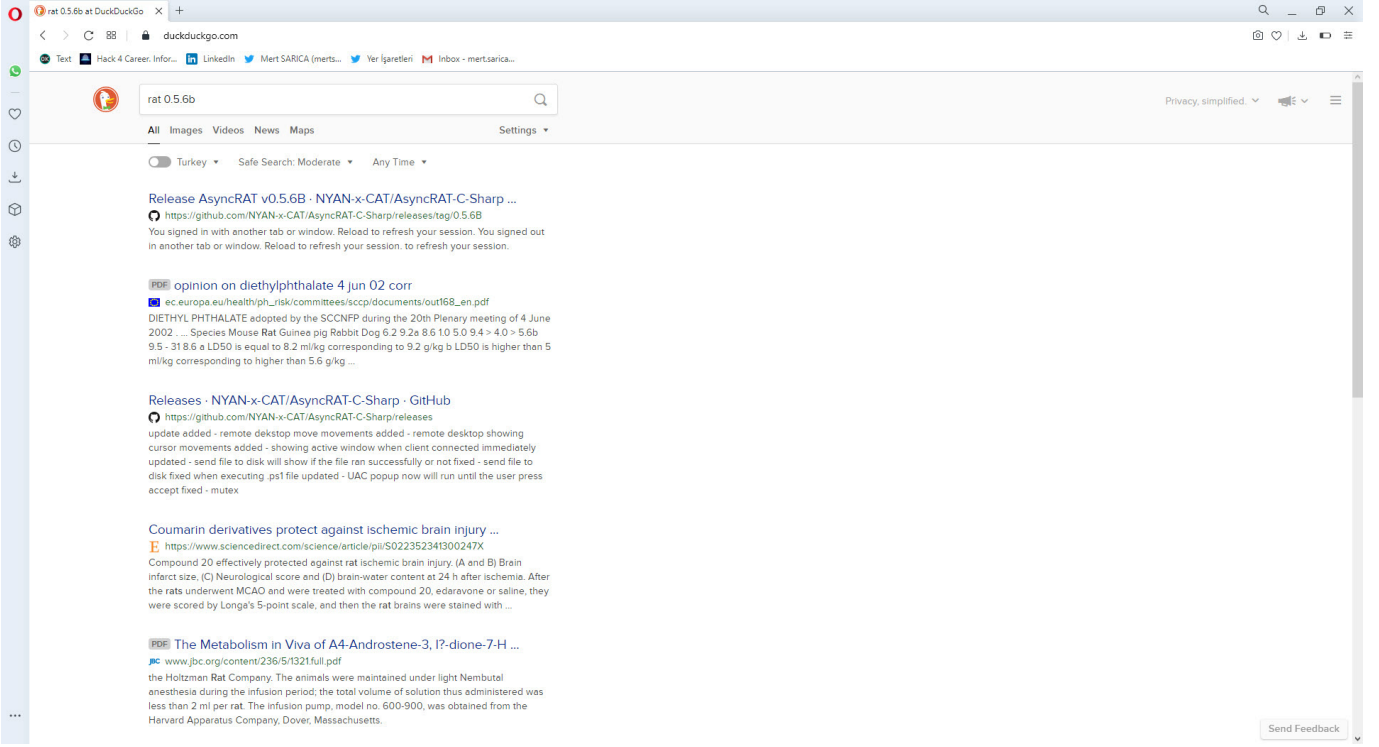 rat 0.5.6b at DuckDuckGo
duckduckgo.com
Text Hack 4 Career. Infor... LinkedIn Mert SARICA (merts... Yer İşaretleri Inbox - mert.sarica...
rat 0.5.6b
Privacy, simplified.
All Images Videos News Maps Settings
Turkey Safe Search: Moderate Any Time
Release AsyncRAT v0.5.6B · NYAN-x-CAT/AsyncRAT-C-Sharp ...
https://github.com/NYAN-x-CAT/AsyncRAT-C-Sharp/releases/tag/0.5.6B
You signed in with another tab or window. Reload to refresh your session. You signed out
in another tab or window. Reload to refresh your session. to refresh your session.
PDF opinion on diethylphthalate 4 jun 02 corr
ec.europa.eu/health/ph_risk/committees/sccp/documents/out168_en.pdf
DIETHYL PHTHALATE adopted by the SCCNFP during the 20th Plenary meeting of 4 June
2002 . ... Species Mouse Rat Guinea pig Rabbit Dog 6.2 9.2a 8.6 1.0 5.0 9.4 > 4.0 > 5.6b
9.5 - 31 8.6 a LD50 is equal to 8.2 ml/kg corresponding to 9.2 g/kg b LD50 is higher than 5
ml/kg corresponding to higher than 5.6 g/kg ...
Releases · NYAN-x-CAT/AsyncRAT-C-Sharp · GitHub
https://github.com/NYAN-x-CAT/AsyncRAT-C-Sharp/releases
update added - remote dekstop move movements added - remote desktop showing
cursor movements added - showing active window when client connected immediately
updated - send file to disk will show if the file ran successfully or not fixed - send file to
disk fixed when executing .ps1 file updated - UAC popup now will run until the user press
accept fixed - mutex
Coumarin derivatives protect against ischemic brain injury ...
https://www.sciencedirect.com/science/article/pii/S022352341300247X
Compound 20 effectively protected against rat ischemic brain injury. (A and B) Brain
infarct size, (C) Neurological score and (D) brain-water content at 24 h after ischemia. After
the rats underwent MCAO and were treated with compound 20, edaravone or saline, they
were scored by Longa's 5-point scale, and then the rat brains were stained with ...
PDF The Metabolism in Viva of A4-Androstene-3, I?-dione-7-H ...
www.jbc.org/content/236/5/1321.full.pdf
the Holtzman Rat Company. The animals were maintained under light Nembutal
anesthesia during the infusion period; the total volume of solution thus administered was
less than 2 ml per rat. The infusion pump, model no. 600-900, was obtained from the
Harvard Apparatus Company, Dover, Massachusetts.
Send Feedback